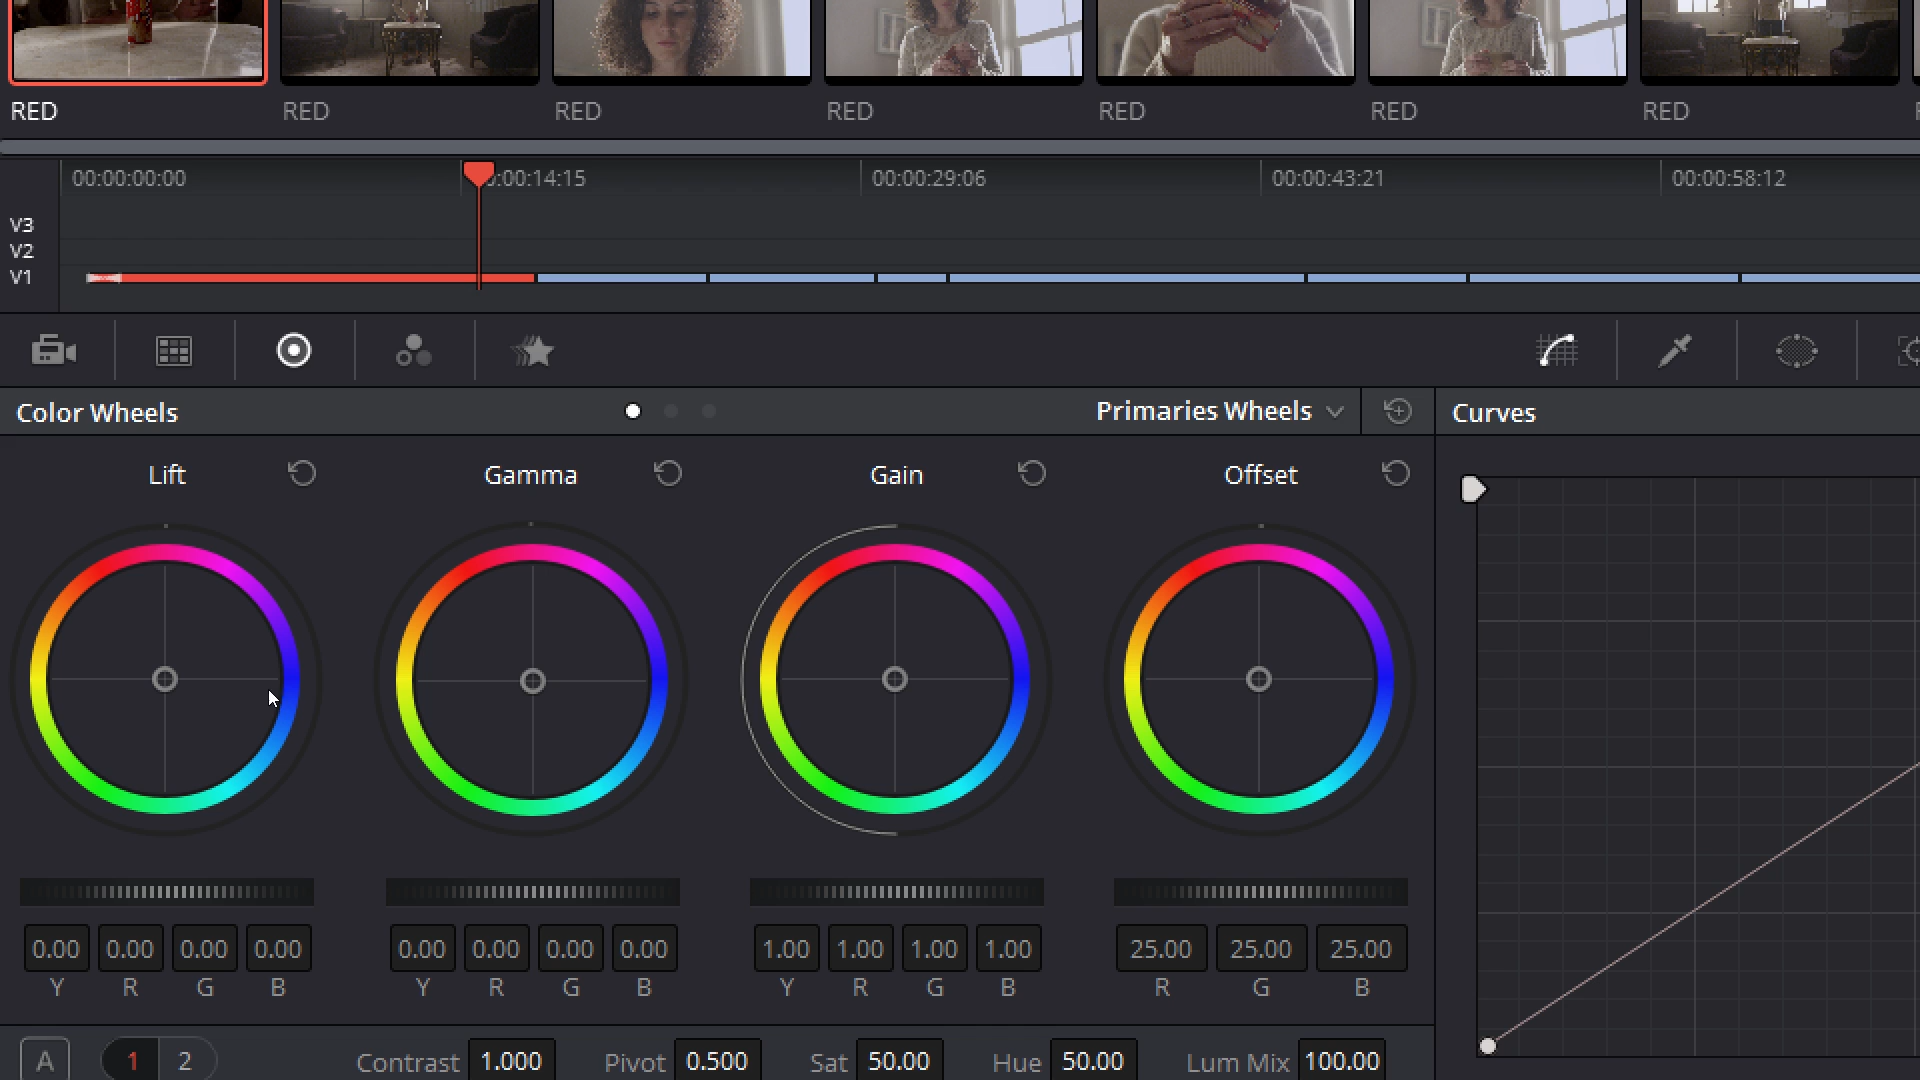 RED RED RED RED RED RED RED
00:00:00:00 :00:14:15 00:00:29:06 00:00:43:21 00:00:58:12
V3
V2
V1
Color Wheels Primaries Wheels Curves
Lift Gamma Gain Offset
0.00 0.00 0.00 0.00 0.00 0.00 0.00 0.00 1.00 1.00 1.00 1.00 25.00 25.00 25.00
Y R G B Y R G B Y R G B R G B
A 1 2 Contrast 1.000 Pivot 0.500 Sat 50.00 Hue 50.00 Lum Mix 100.00